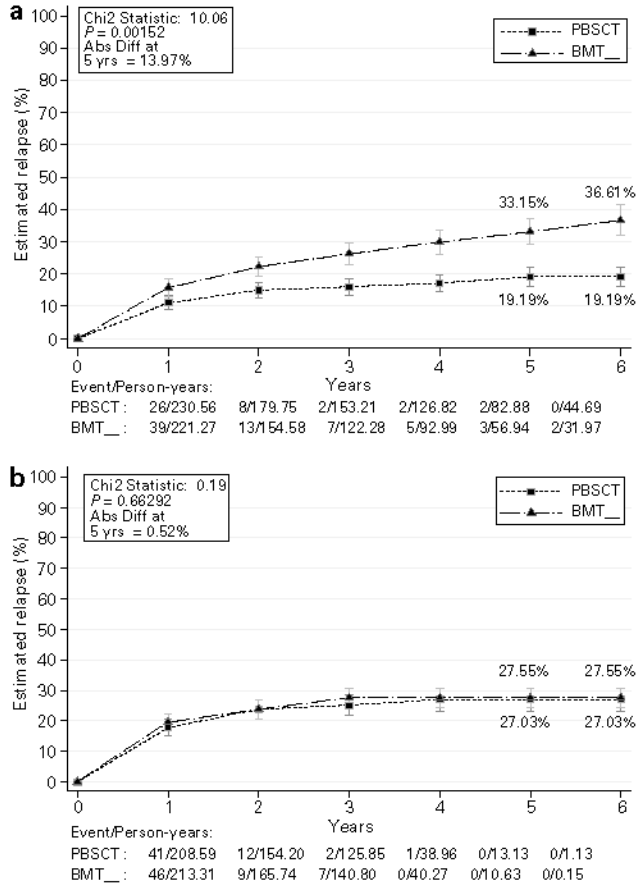 a
Chi2 Statistic: 10.06
P = 0.00152
Abs Diff at
5 yrs = 13.97%
PBSCT
BMT__
Estimated relapse (%)
100
90
80
70
60
50
40
30
20
10
0
33.15%
36.61%
19.19%
19.19%
0 1 2 3 4 5 6
Years
Event/Person-years:
PBSCT : 26/230.56 8/179.75 2/153.21 2/126.82 2/82.88 0/44.69
BMT__ : 39/221.27 13/154.58 7/122.28 5/92.99 3/56.94 2/31.97
b
Chi2 Statistic: 0.19
P = 0.66292
Abs Diff at
5 yrs = 0.52%
PBSCT
BMT__
Estimated relapse (%)
100
90
80
70
60
50
40
30
20
10
0
27.55%
27.55%
27.03%
27.03%
0 1 2 3 4 5 6
Years
Event/Person-years:
PBSCT : 41/208.59 12/154.20 2/125.85 1/38.96 0/13.13 0/1.13
BMT__ : 46/213.31 9/165.74 7/140.80 0/40.27 0/10.63 0/0.15